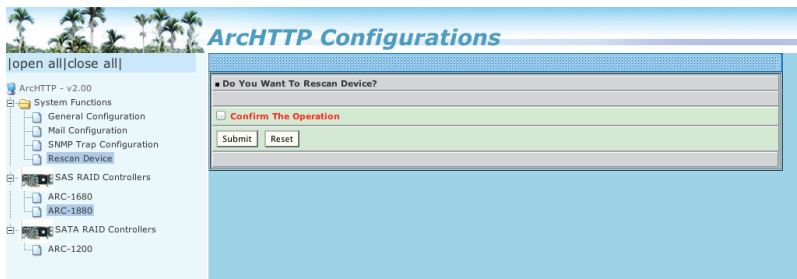 ArcHTTP Configurations
|open all|close all|
ArcHTTP - v2.00
System Functions
General Configuration
Mail Configuration
SNMP Trap Configuration
Rescan Device
SAS RAID Controllers
ARC-1680
ARC-1880
SATA RAID Controllers
ARC-1200
Do You Want To Rescan Device?
Confirm The Operation
Submit Reset